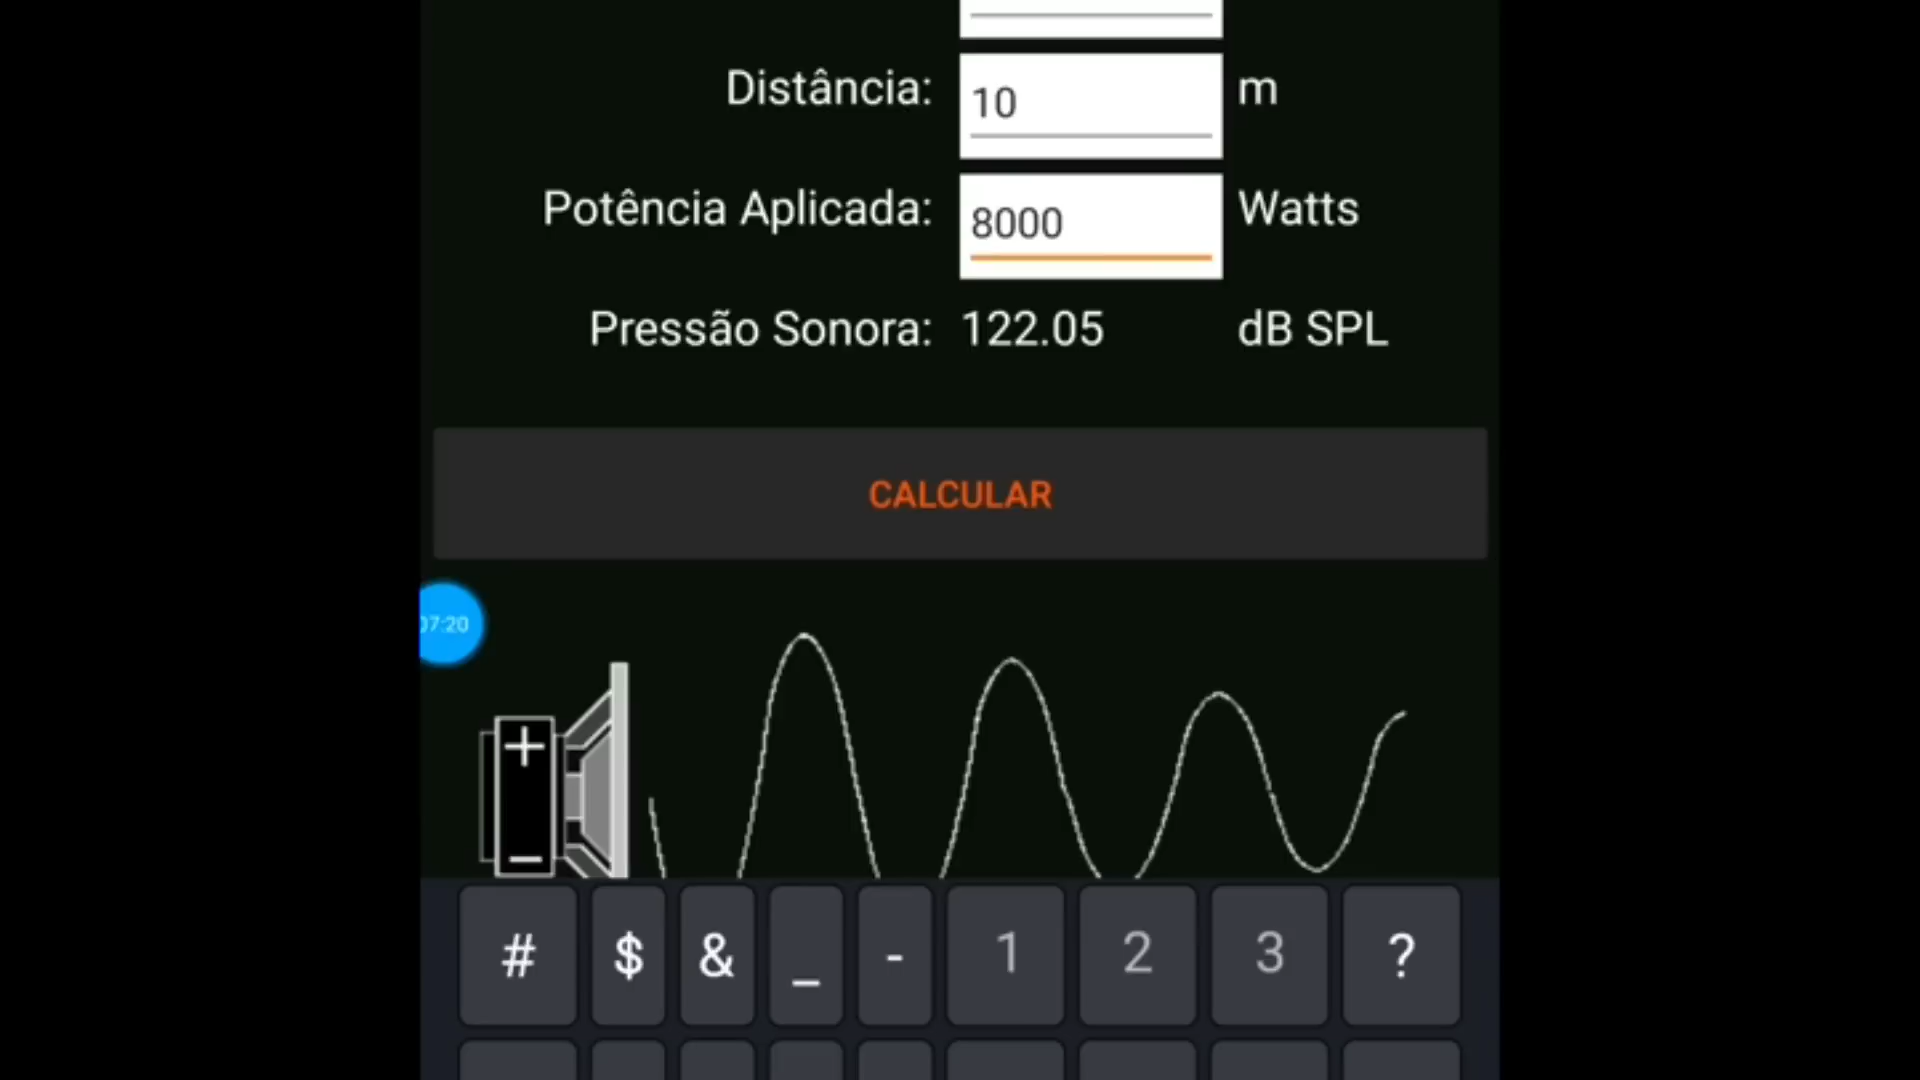 Distância: 10 m
Potência Aplicada: 8000 Watts
Pressão Sonora: 122.05 dB SPL
CALCULAR
07:20
+
−
# $ & _ - 1 2 3 ?